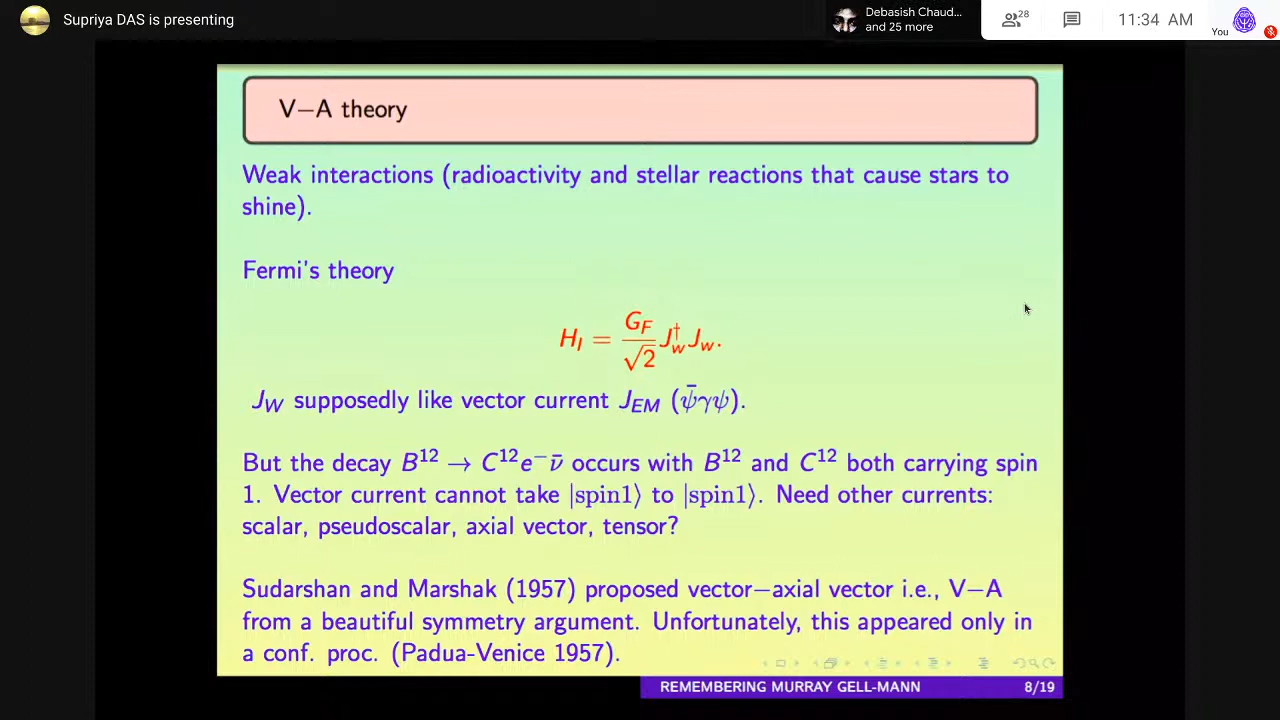 Supriya DAS is presenting
Debasish Chaud...
and 25 more
28
11:34 AM
You
V−A theory
Weak interactions (radioactivity and stellar reactions that cause stars to
shine).
Fermi's theory
H_I = G_F/√2 J_w^† J_w.
J_W supposedly like vector current J_EM (ψ̄γψ).
But the decay B^12 → C^12 e^− ν̄ occurs with B^12 and C^12 both carrying spin
1. Vector current cannot take |spin1⟩ to |spin1⟩. Need other currents:
scalar, pseudoscalar, axial vector, tensor?
Sudarshan and Marshak (1957) proposed vector−axial vector i.e., V−A
from a beautiful symmetry argument. Unfortunately, this appeared only in
a conf. proc. (Padua-Venice 1957).
REMEMBERING MURRAY GELL-MANN 8/19